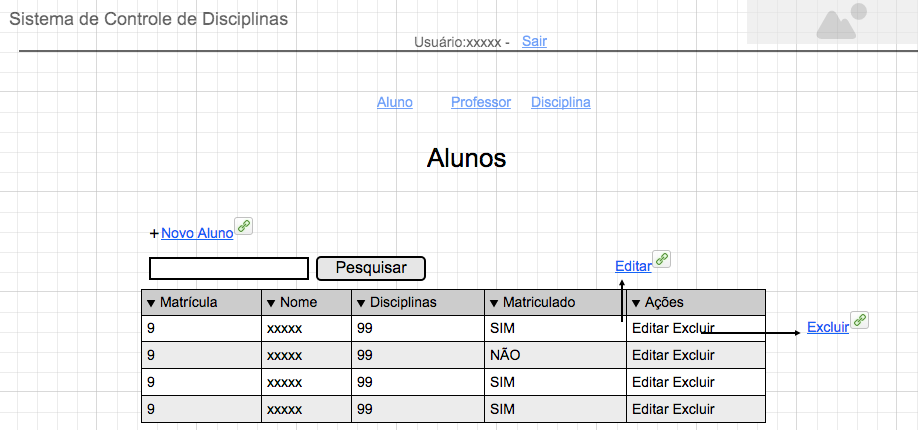 Sistema de Controle de Disciplinas
Usuário:xxxxx - Sair
Aluno Professor Disciplina
Alunos
+Novo Aluno
Pesquisar Editar
▼ Matrícula ▼ Nome ▼ Disciplinas ▼ Matriculado ▼ Ações
9 xxxxx 99 SIM Editar Excluir Excluir
9 xxxxx 99 NÃO Editar Excluir
9 xxxxx 99 SIM Editar Excluir
9 xxxxx 99 SIM Editar Excluir